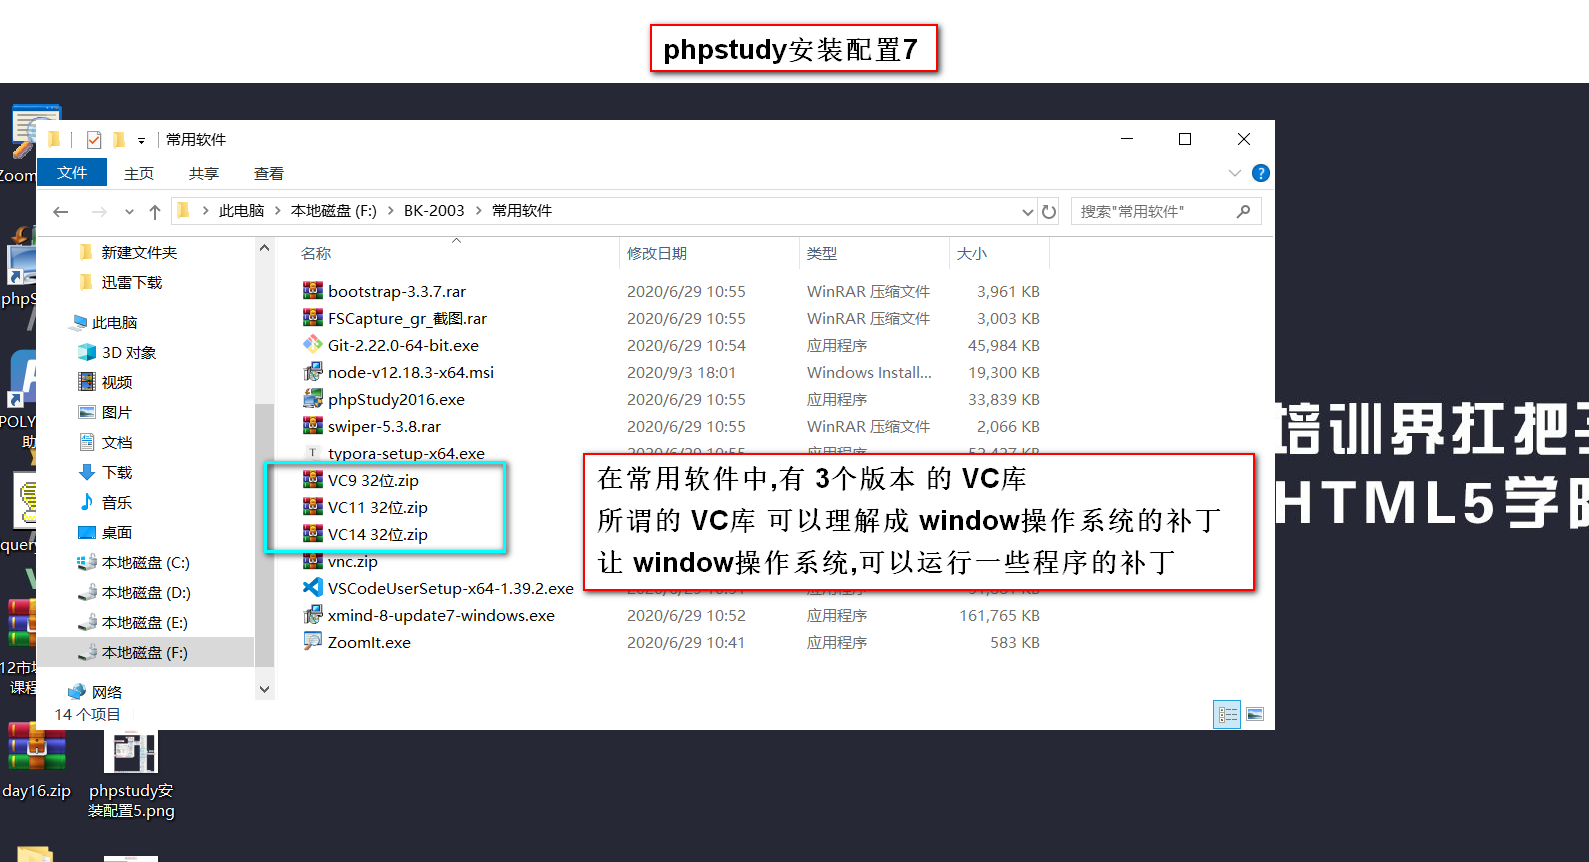 phpstudy安装配置7
常用软件
文件 主页 共享 查看
此电脑 本地磁盘 (F:) BK-2003 常用软件
搜索"常用软件"
名称 修改日期 类型 大小
bootstrap-3.3.7.rar 2020/6/29 10:55 WinRAR 压缩文件 3,961 KB
FSCapture_gr_截图.rar 2020/6/29 10:55 WinRAR 压缩文件 3,003 KB
Git-2.22.0-64-bit.exe 2020/6/29 10:54 应用程序 45,984 KB
node-v12.18.3-x64.msi 2020/9/3 18:01 Windows Install... 19,300 KB
phpStudy2016.exe 2020/6/29 10:55 应用程序 33,839 KB
swiper-5.3.8.rar 2020/6/29 10:55 WinRAR 压缩文件 2,066 KB
typora-setup-x64.exe
VC9 32位.zip
VC11 32位.zip
VC14 32位.zip
vnc.zip
VSCodeUserSetup-x64-1.39.2.exe
xmind-8-update7-windows.exe 2020/6/29 10:52 应用程序 161,765 KB
ZoomIt.exe 2020/6/29 10:41 应用程序 583 KB
在常用软件中,有 3个版本 的 VC库
所谓的 VC库 可以理解成 window操作系统的补丁
让 window操作系统,可以运行一些程序的补丁
新建文件夹
迅雷下载
此电脑
3D 对象
视频
图片
文档
下载
音乐
桌面
本地磁盘 (C:)
本地磁盘 (D:)
本地磁盘 (E:)
本地磁盘 (F:)
网络
14 个项目
Zoom
phpS
POLY
助
query
12市
课程
day16.zip
phpstudy安
装配置5.png
培训界扛把
HTML5学